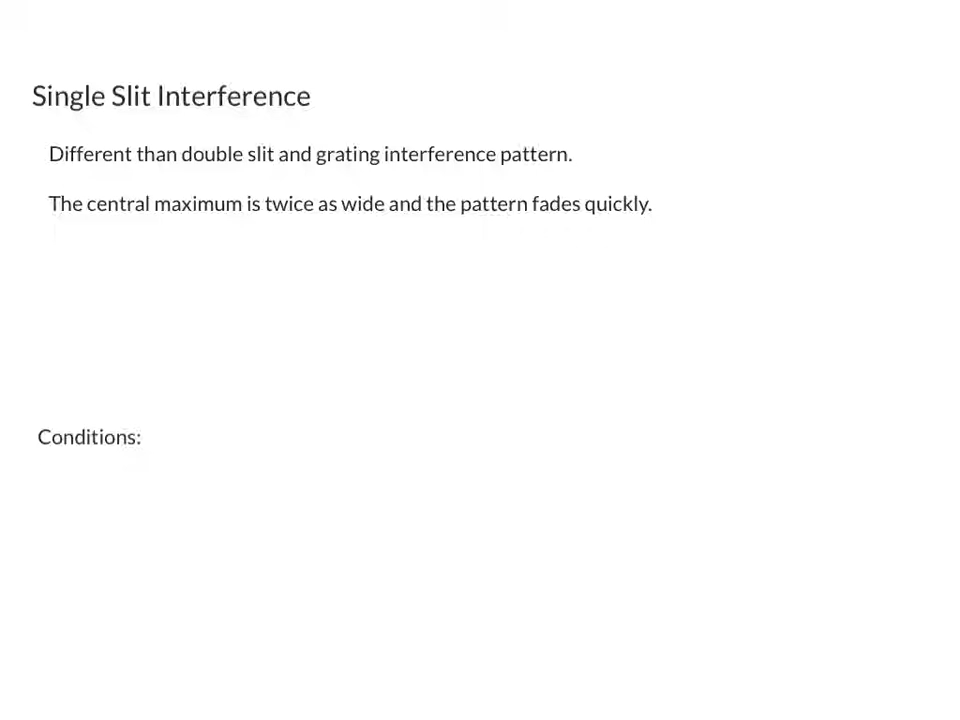 Single Slit Interference
Different than double slit and grating interference pattern.
The central maximum is twice as wide and the pattern fades quickly.
Conditions: